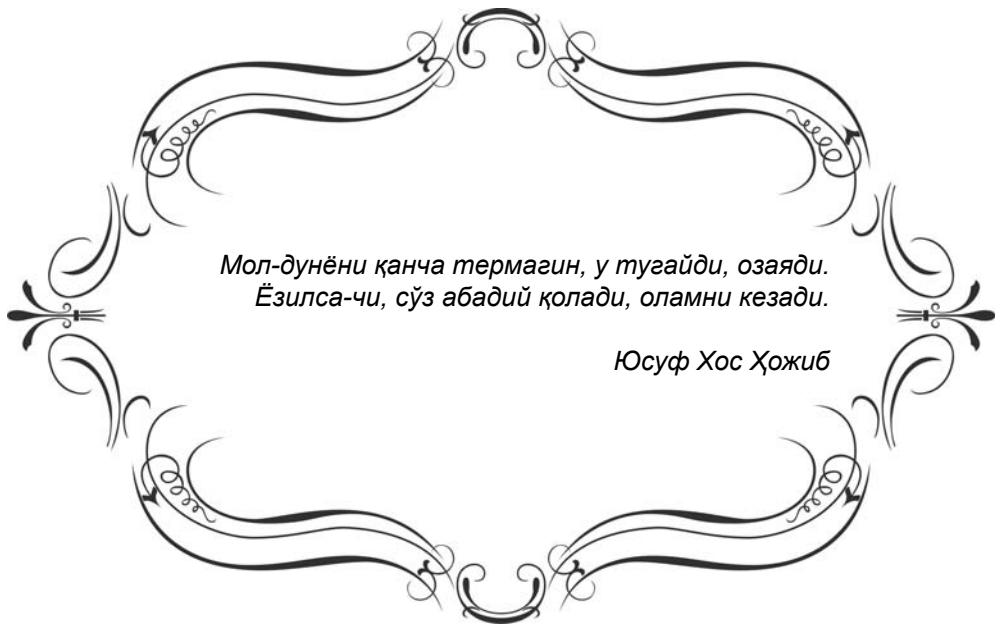 Мол-дунёни қанча термагин, у тугайди, озаяди.
Ёзилса-чи, сўз абадий қолади, оламни кезади.
Юсуф Хос Ҳожиб